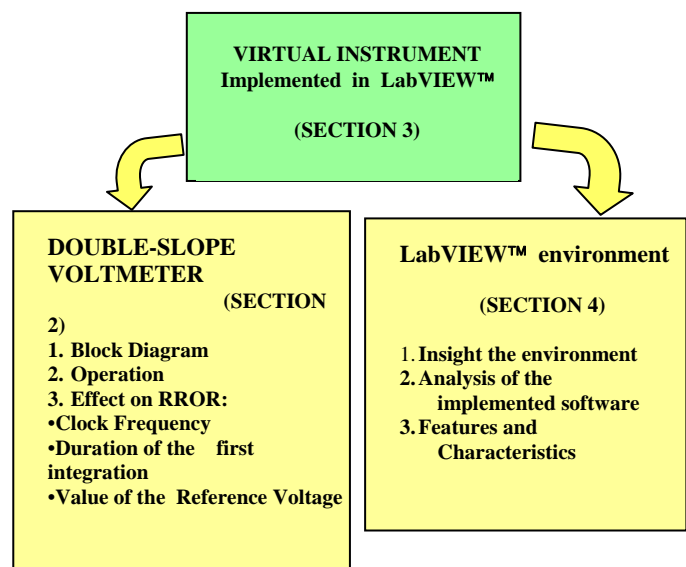 VIRTUAL INSTRUMENT
Implemented in LabVIEW™
(SECTION 3)
DOUBLE-SLOPE
VOLTMETER
(SECTION
2)
1. Block Diagram
2. Operation
3. Effect on RROR:
•Clock Frequency
•Duration of the first
integration
•Value of the Reference Voltage
LabVIEW™ environment
(SECTION 4)
1. Insight the environment
2. Analysis of the
implemented software
3. Features and
Characteristics